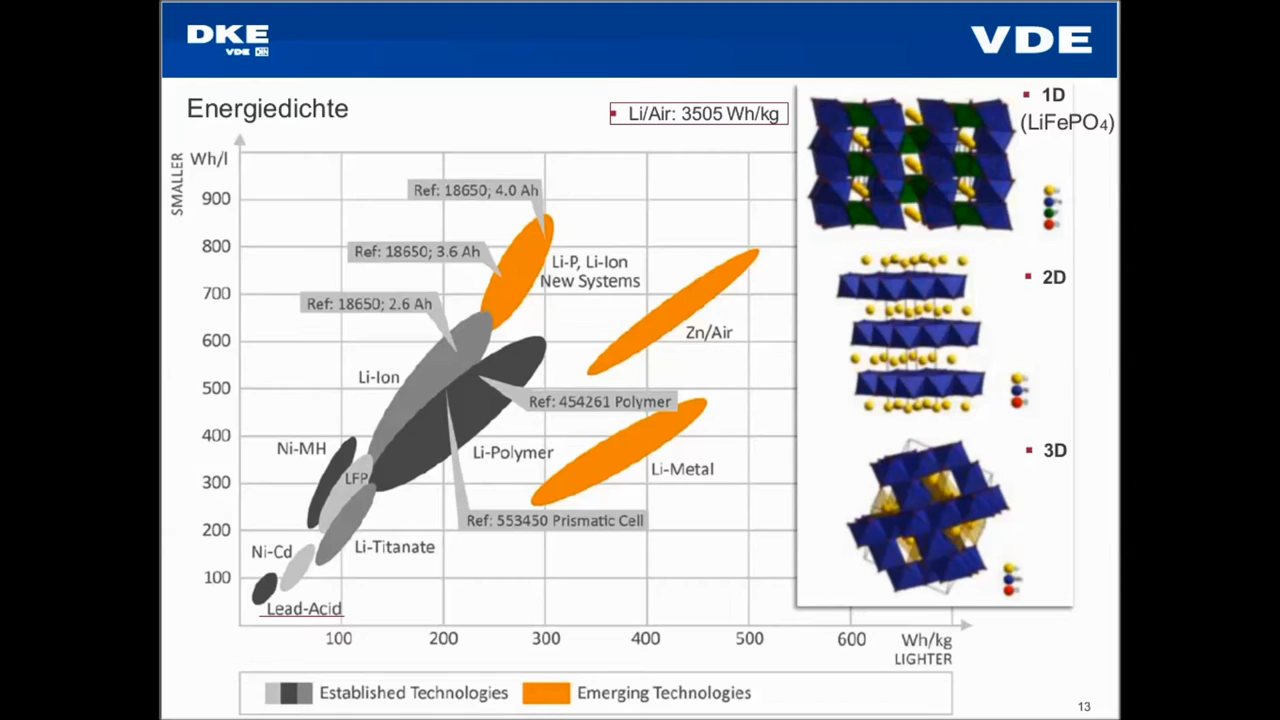 DKE
VDE DIN
VDE
Energiedichte
Li/Air: 3505 Wh/kg
1D
(LiFePO4)
2D
3D
SMALLER
Wh/l
900
800
700
600
500
400
300
200
100
Ref: 18650; 4.0 Ah
Ref: 18650; 3.6 Ah
Li-P, Li-Ion
New Systems
Ref: 18650; 2.6 Ah
Zn/Air
Li-Ion
Ref: 454261 Polymer
Ni-MH
Li-Polymer
Li-Metal
LFP
Ref: 553450 Prismatic Cell
Ni-Cd
Li-Titanate
Lead-Acid
100
200
300
400
500
600
Wh/kg
LIGHTER
Established Technologies
Emerging Technologies
13